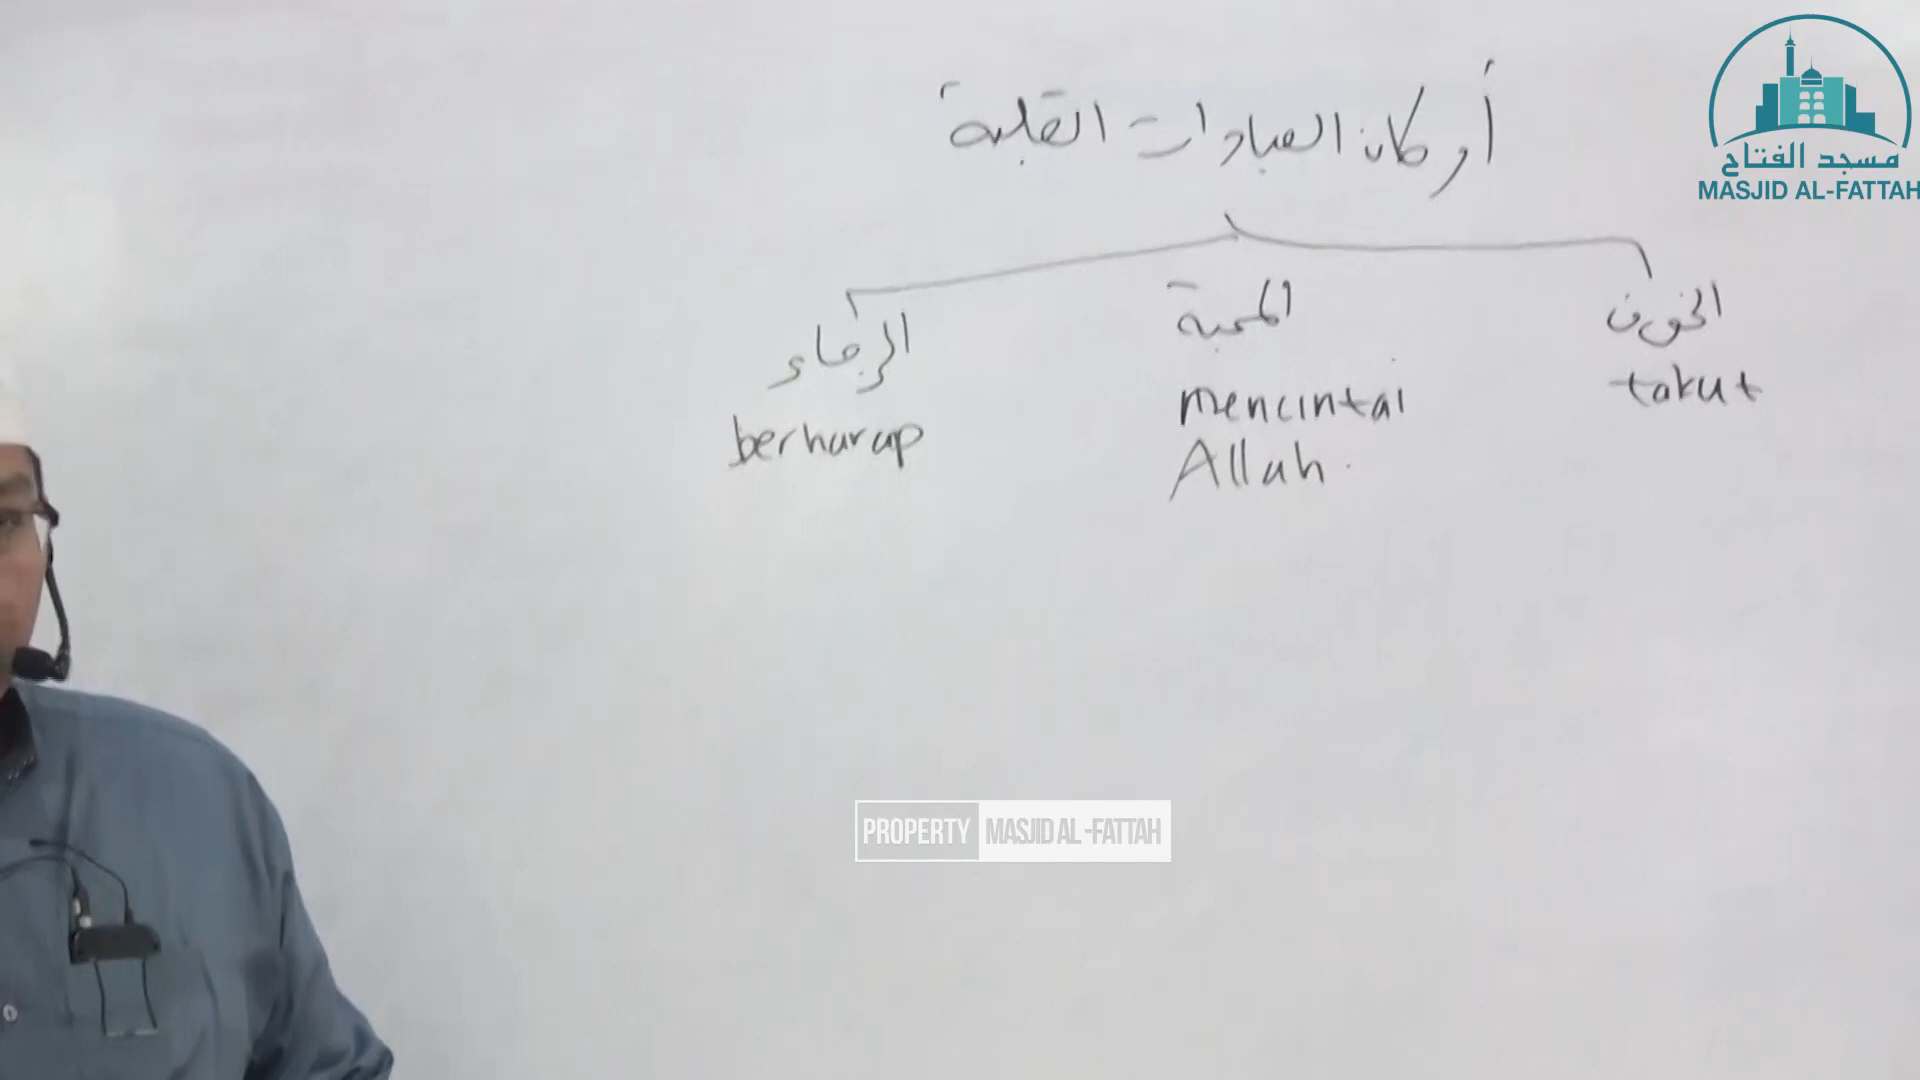 أركان العبادات القلبية
الخوف
takut
المحبة
mencintai
Allah.
الرجاء
berharap
مسجد الفتاح
MASJID AL-FATTAH
PROPERTY MASJID AL-FATTAH